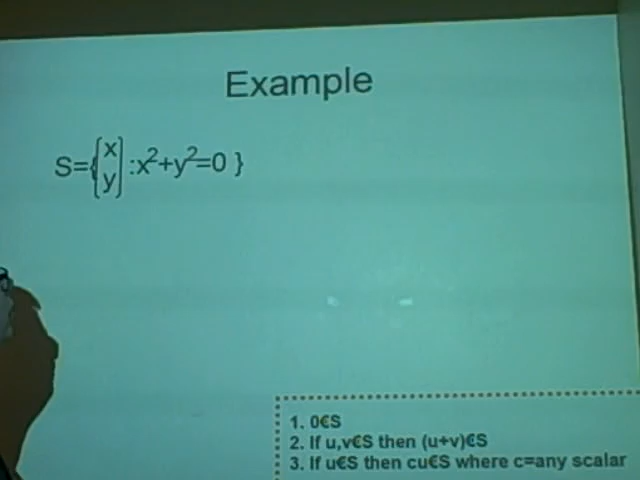 Example
S={[x y]:x²+y²=0 }
1. 0€S
2. If u,v€S then (u+v)€S
3. If u€S then cu€S where c=any scalar